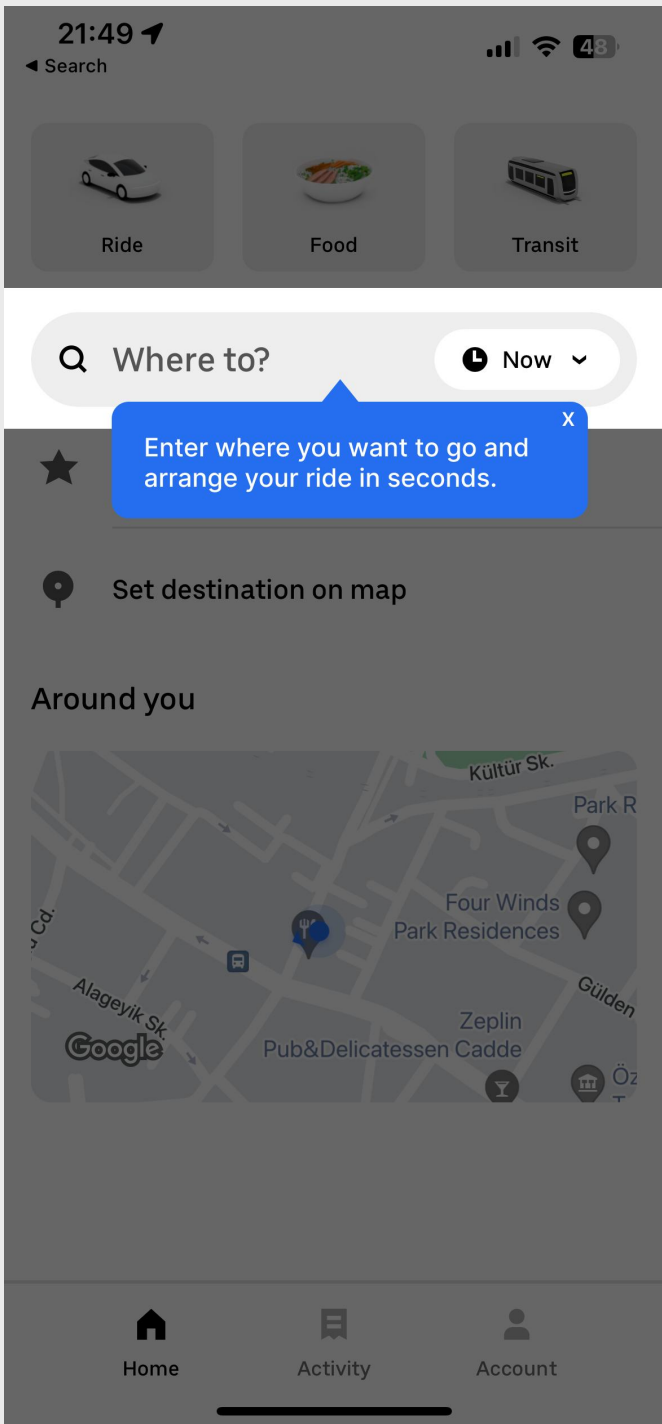 21:49
48
◀ Search
Ride
Food
Transit
Where to?
Now
X
Enter where you want to go and
arrange your ride in seconds.
Set destination on map
Around you
Kültür Sk.
Park R
Four Winds
Park Residences
Cd.
Gülden
Alageyik Sk.
Zeplin
Pub&Delicatessen Cadde
Google
Öz
Home
Activity
Account